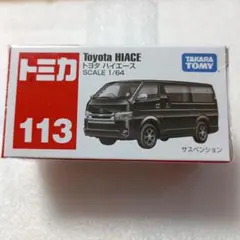 トミカ
113
Toyota HIACE
トヨタ ハイエース
SCALE 1/64
TAKARA
TOMY
サスペンション